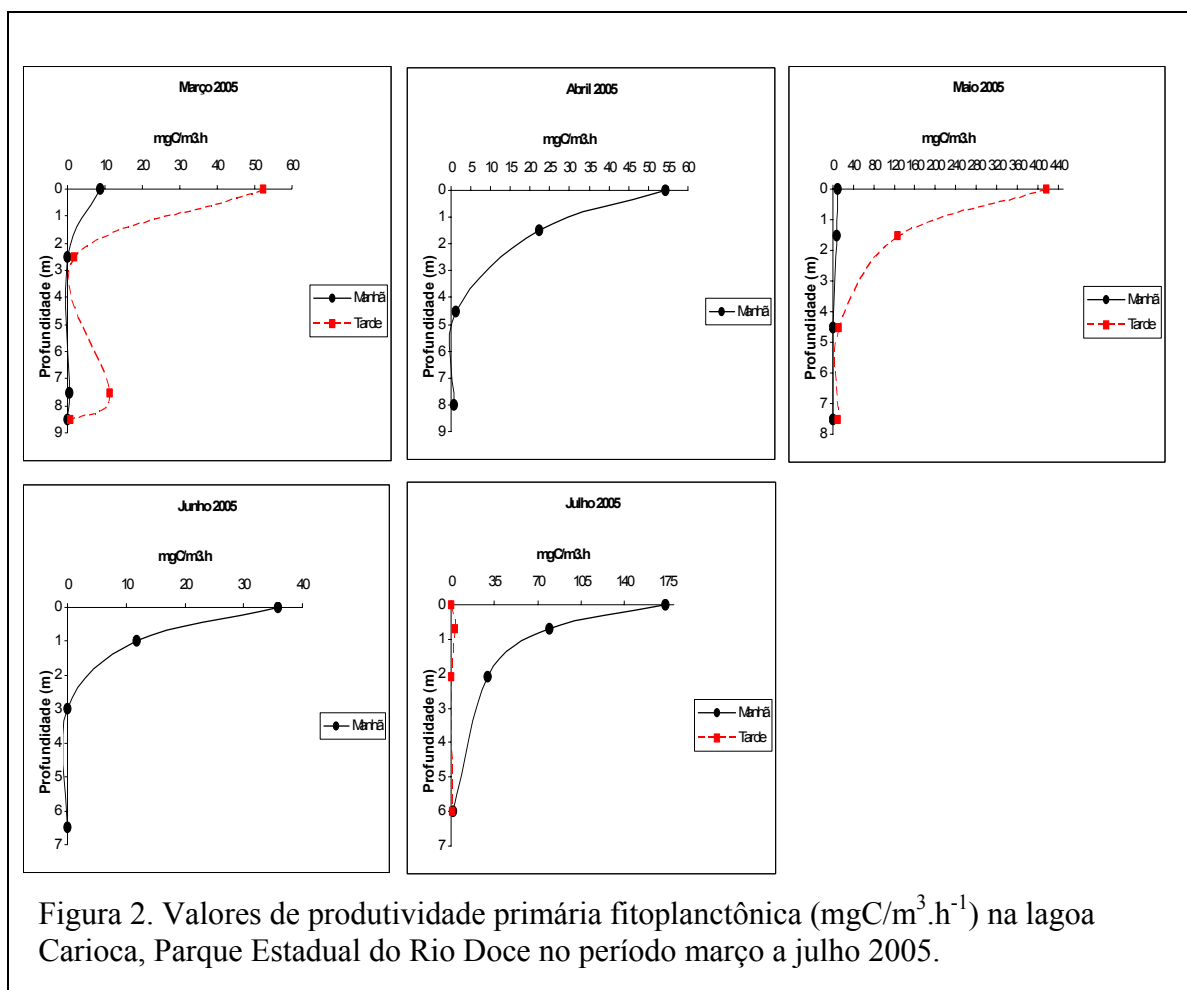 Março 2005
mgC/m3.h
0 10 20 30 40 50 60
Profundidade (m)
0
1
2
3
4
5
6
7
8
9
Manhã
Tarde
Abril 2005
mgC/m3.h
0 5 10 15 20 25 30 35 40 45 50 55 60
Profundidade (m)
0
1
2
3
4
5
6
7
8
9
Manhã
Maio 2005
mgC/m3.h
0 40 80 120 160 200 240 280 320 360 400 440
Profundidade (m)
0
1
2
3
4
5
6
7
8
Manhã
Tarde
Junho 2005
mgC/m3.h
0 10 20 30 40
Profundidade (m)
0
1
2
3
4
5
6
7
Manhã
Julho 2005
mgC/m3.h
0 35 70 105 140 175
Profundidade (m)
0
1
2
3
4
5
6
7
Manhã
Tarde
Figura 2. Valores de produtividade primária fitoplanctônica (mgC/m³.h⁻¹) na lagoa
Carioca, Parque Estadual do Rio Doce no período março a julho 2005.